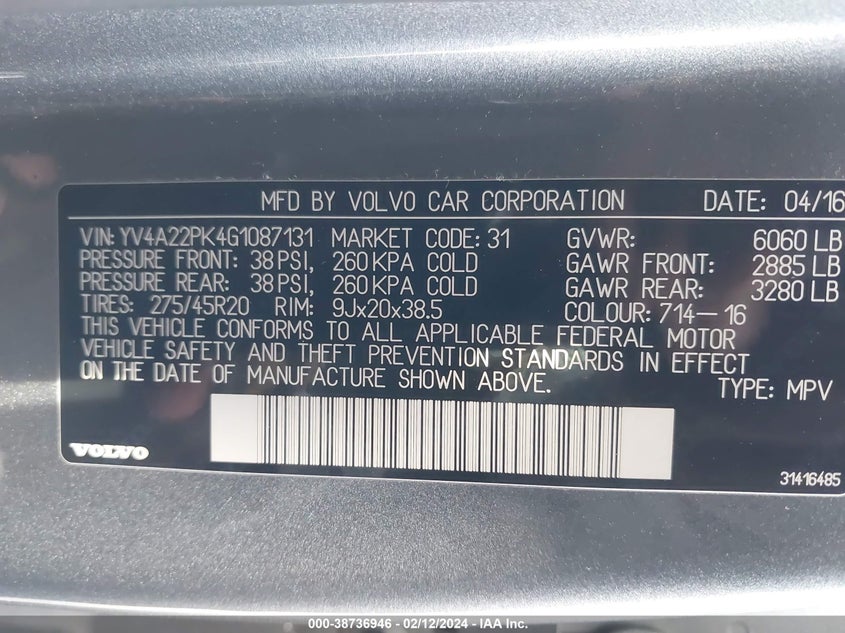 MFD BY VOLVO CAR CORPORATION DATE: 04/16
VIN: YV4A22PK4G1087131 MARKET CODE: 31 GVWR: 6060 LB
PRESSURE FRONT: 38 PSI, 260 KPA COLD GAWR FRONT: 2885 LB
PRESSURE REAR: 38 PSI, 260 KPA COLD GAWR REAR: 3280 LB
TIRES: 275/45R20 RIM: 9Jx20x38.5 COLOUR: 714-16
THIS VEHICLE CONFORMS TO ALL APPLICABLE FEDERAL MOTOR
VEHICLE SAFETY AND THEFT PREVENTION STANDARDS IN EFFECT
ON THE DATE OF MANUFACTURE SHOWN ABOVE. TYPE: MPV
VOLVO 31416485
000-38736946 - 02/12/2024 - IAA Inc.